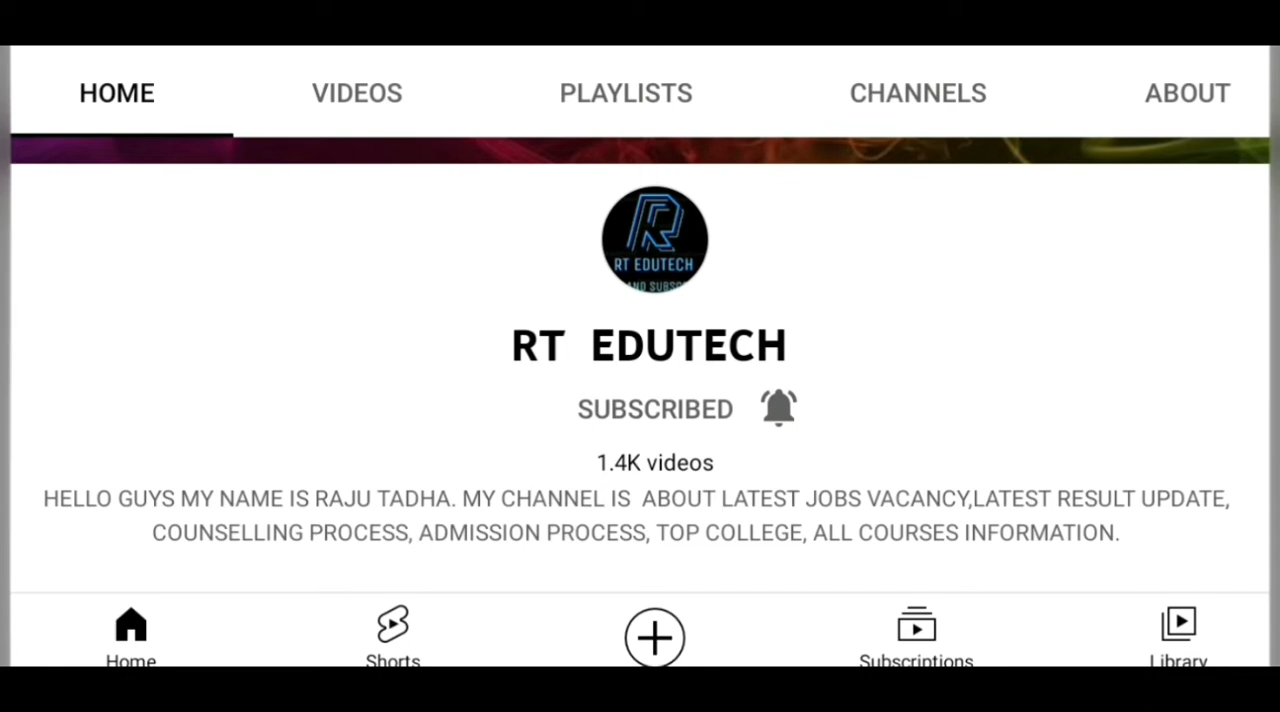 HOME VIDEOS PLAYLISTS CHANNELS ABOUT
RT EDUTECH
AND SUBSC
RT EDUTECH
SUBSCRIBED
1.4K videos
HELLO GUYS MY NAME IS RAJU TADHA. MY CHANNEL IS ABOUT LATEST JOBS VACANCY,LATEST RESULT UPDATE,
COUNSELLING PROCESS, ADMISSION PROCESS, TOP COLLEGE, ALL COURSES INFORMATION.
Home Shorts Subscriptions Library